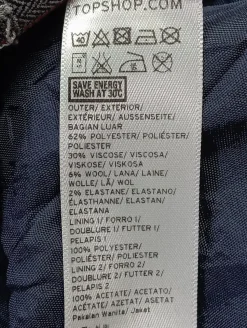 TOPSHOP.COM
SAVE ENERGY
WASH AT 30C
OUTER/ EXTERIOR/
EXTÉRIEUR/ AUSSENSEITE/
BAGIAN LUAR
62% POLYESTER/ POLIÉSTER/
POLIESTER
30% VISCOSE/ VISCOSA/
VISKOSE/ VISKOSA
6% WOOL/ LANA/ LAINE/
WOLLE/ LÃ/ WOL
2% ELASTANE/ ELASTANO/
ÉLASTHANNE/ ELASTAN/
ELASTANA
LINING 1/ FORRO 1/
DOUBLURE 1/ FUTTER 1/
PELAPIS 1
100% POLYESTER/
POLIÉSTER/ POLIESTER
LINING 2/ FORRO 2/
DOUBLURE 2/ FUTTER 2/
PELAPIS 2
100% ACETATE/ ACETATO/
ACÉTATE/ AZETAT/ ASETAT
Pakaian Wanita/ Jaket